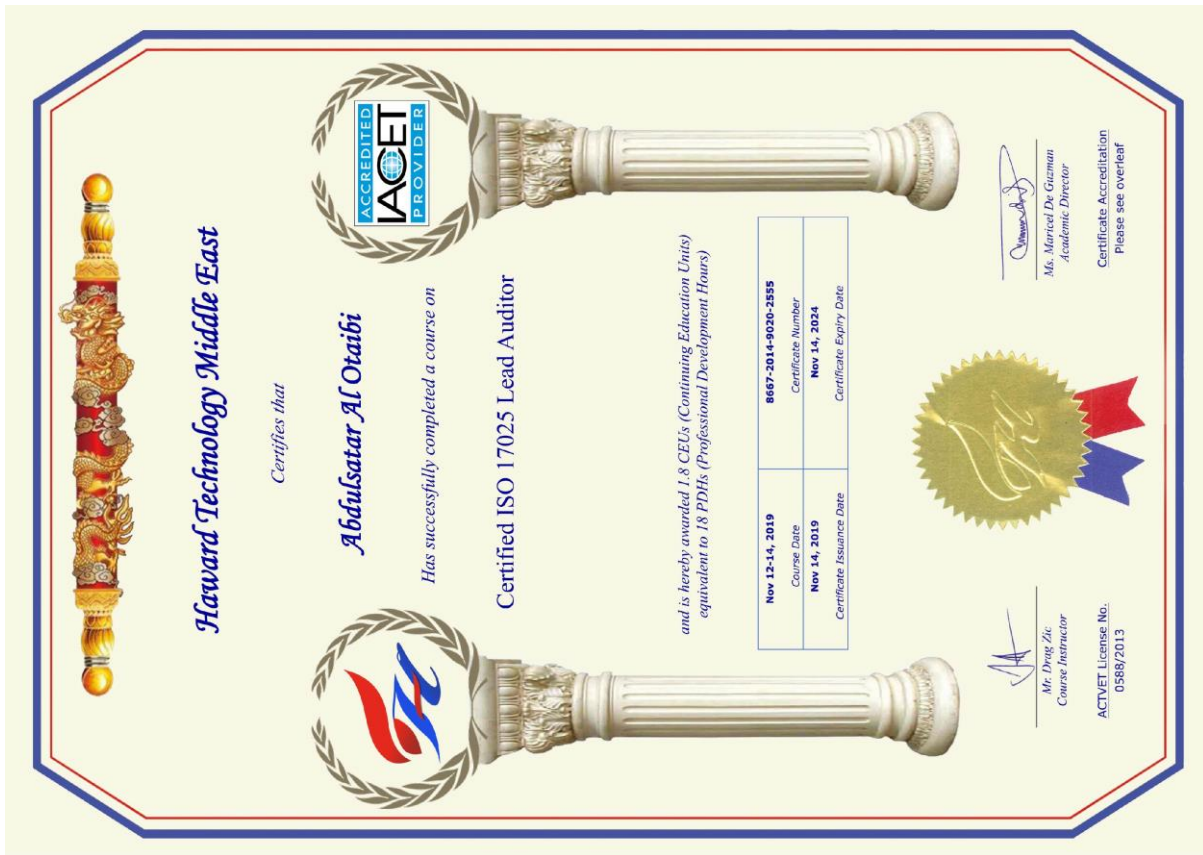 Haward Technology Middle East
Certifies that
Abdulsatar Al Otaibi
Has successfully completed a course on
Certified ISO 17025 Lead Auditor
ACCREDITED
IACET
PROVIDER
and is hereby awarded 1.8 CEUs (Continuing Education Units)
equivalent to 18 PDHs (Professional Development Hours)
Nov 12-14, 2019 8667-2014-9020-2555
Course Date Certificate Number
Nov 14, 2019 Nov 14, 2024
Certificate Issuance Date Certificate Expiry Date
Mr. Drag Zic Ms. Maricel De Guzman
Course Instructor Academic Director
ACTVET License No. Certificate Accreditation
0588/2013 Please see overleaf